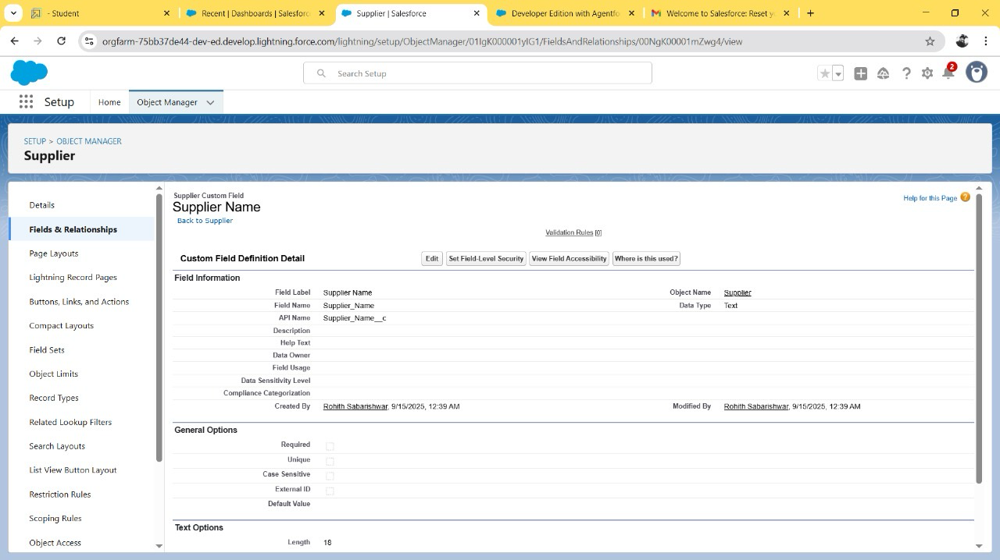 - Student
Recent | Dashboards | Salesforc
Supplier | Salesforce
Developer Edition with Agentfo
Welcome to Salesforce: Reset y
orgfarm-75bb37de44-dev-ed.develop.lightning.force.com/lightning/setup/ObjectManager/01IgK000001yIG1/FieldsAndRelationships/00NgK00001mZwg4/view
Search Setup
2
Setup
Home
Object Manager
SETUP > OBJECT MANAGER
Supplier
Details
Fields & Relationships
Page Layouts
Lightning Record Pages
Buttons, Links, and Actions
Compact Layouts
Field Sets
Object Limits
Record Types
Related Lookup Filters
Search Layouts
List View Button Layout
Restriction Rules
Scoping Rules
Object Access
Supplier Custom Field
Supplier Name
Back to Supplier
Help for this Page ?
Validation Rules [0]
Custom Field Definition Detail
Edit
Set Field-Level Security
View Field Accessibility
Where is this used?
Field Information
Field Label Supplier Name Object Name Supplier
Field Name Supplier_Name Data Type Text
API Name Supplier_Name__c
Description
Help Text
Data Owner
Field Usage
Data Sensitivity Level
Compliance Categorization
Created By Rohith Sabarishwar, 9/15/2025, 12:39 AM Modified By Rohith Sabarishwar, 9/15/2025, 12:39 AM
General Options
Required
Unique
Case Sensitive
External ID
Default Value
Text Options
Length 18